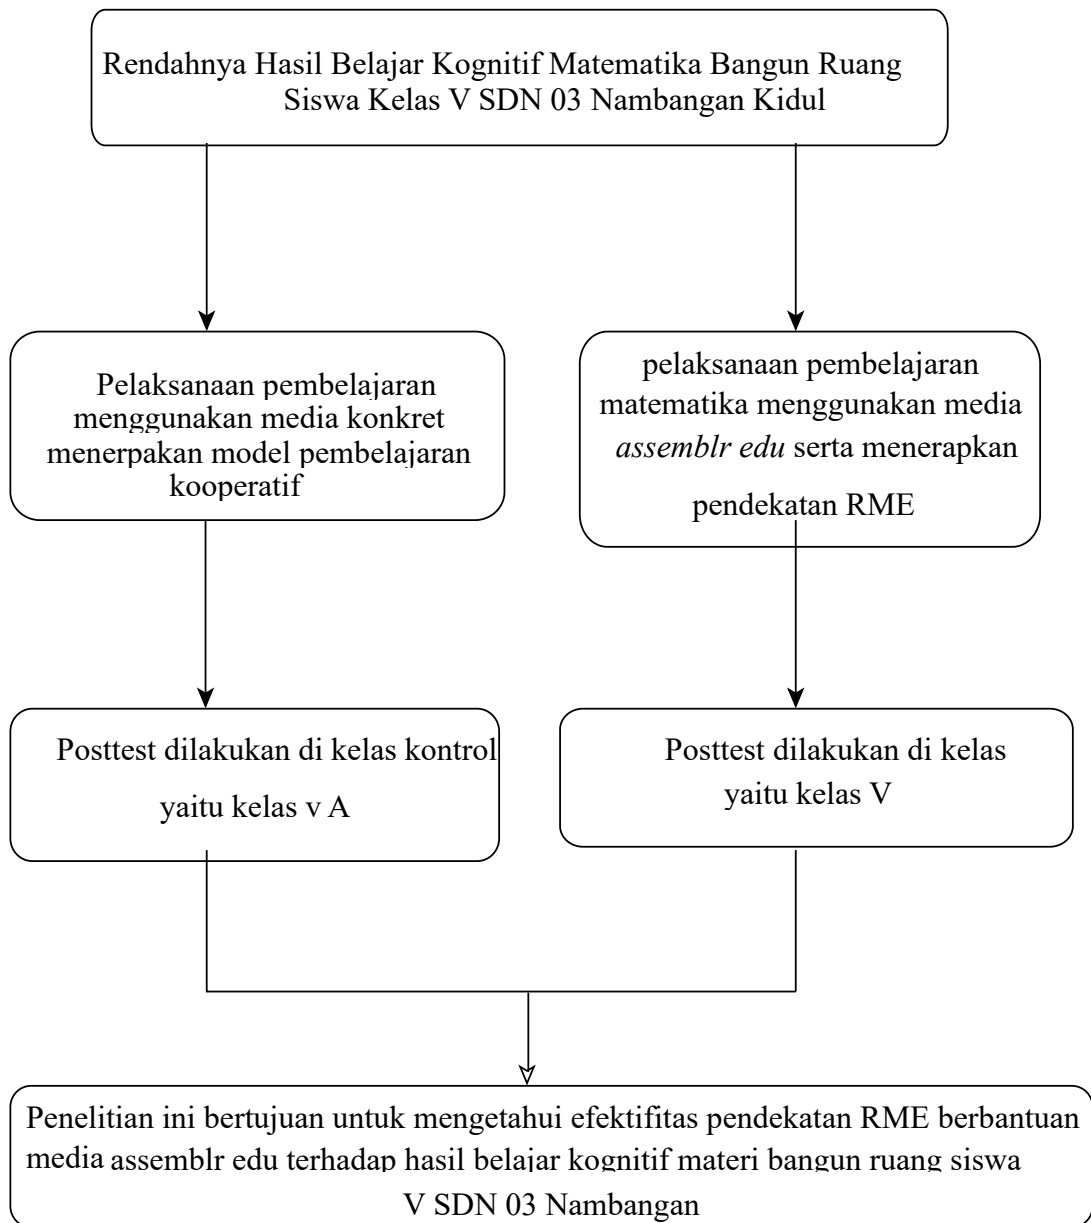 Rendahnya Hasil Belajar Kognitif Matematika Bangun Ruang
Siswa Kelas V SDN 03 Nambangan Kidul
Pelaksanaan pembelajaran
menggunakan media konkret
menerpakan model pembelajaran
kooperatif
pelaksanaan pembelajaran
matematika menggunakan media
assemblr edu serta menerapkan
pendekatan RME
Posttest dilakukan di kelas kontrol
yaitu kelas v A
Posttest dilakukan di kelas
yaitu kelas V
Penelitian ini bertujuan untuk mengetahui efektifitas pendekatan RME berbantuan
media assemblr edu terhadap hasil belajar kognitif materi bangun ruang siswa
V SDN 03 Nambangan